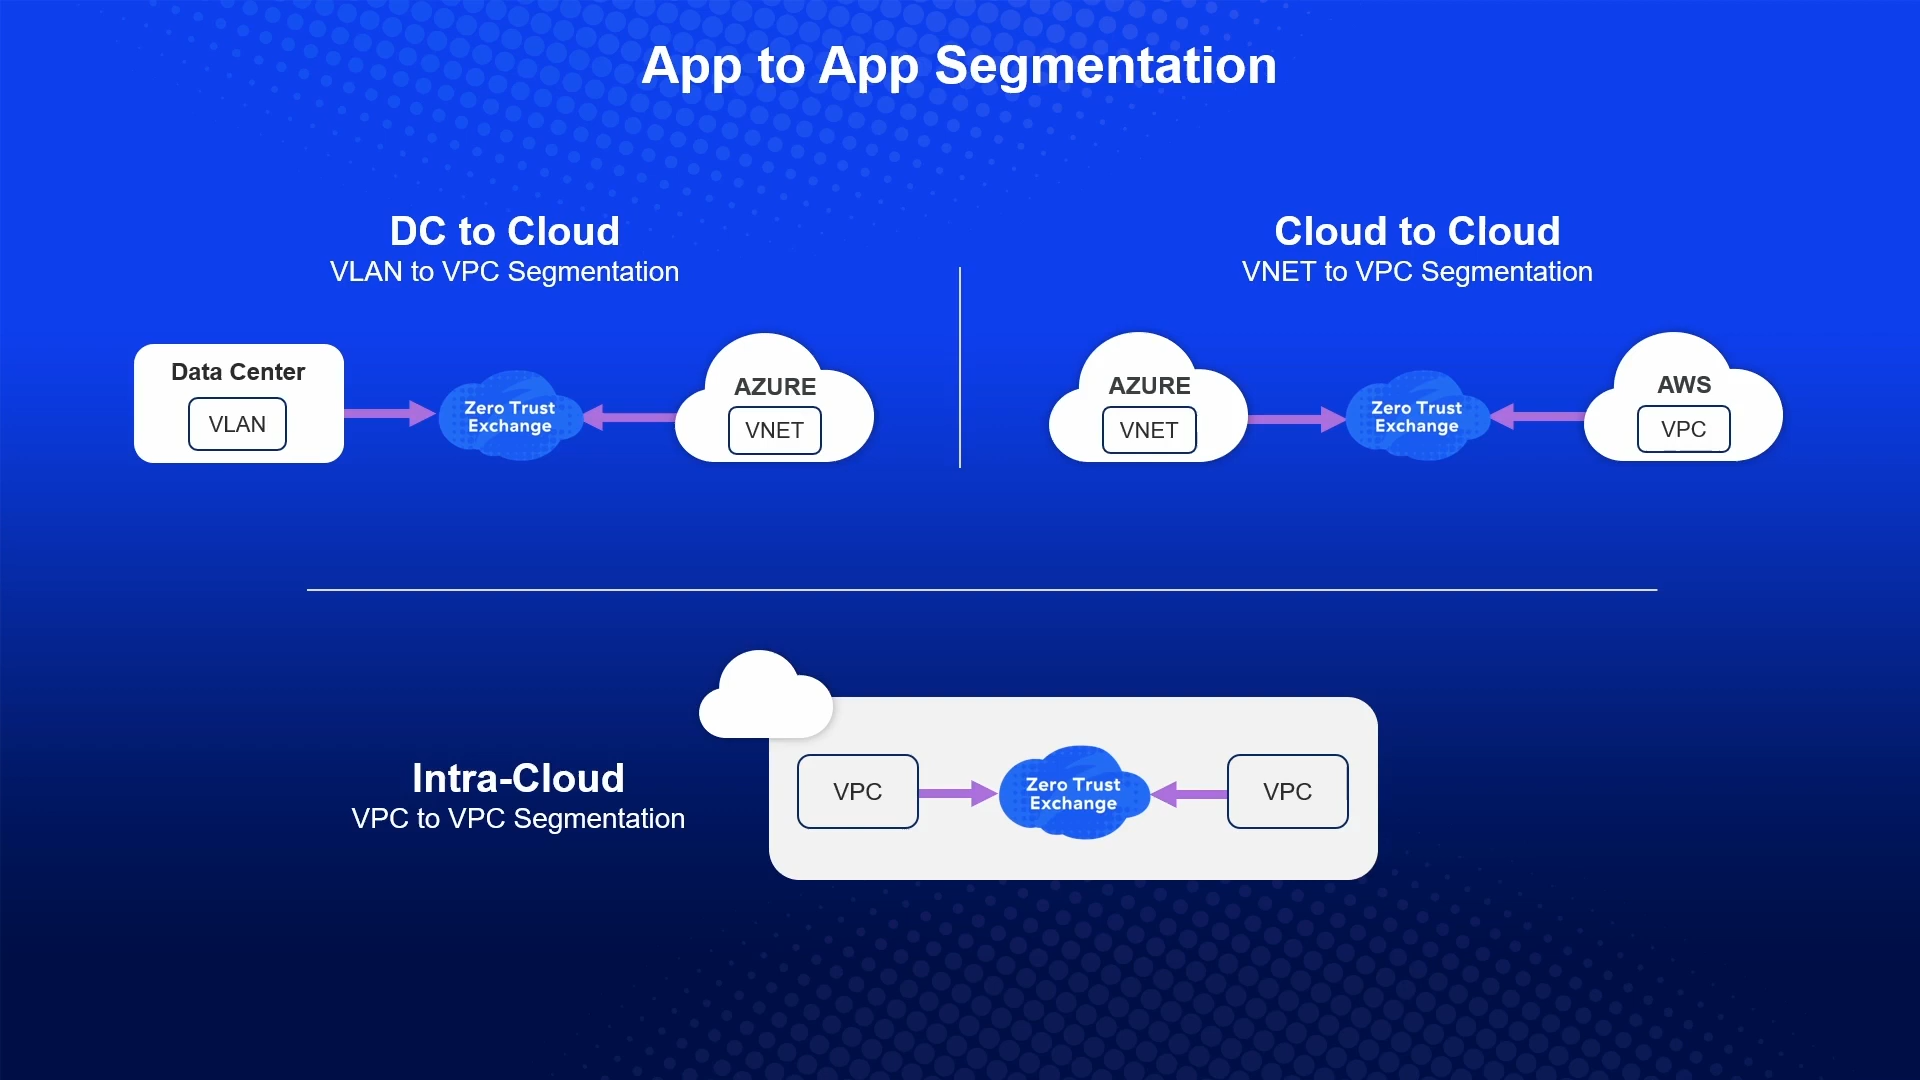 App to App Segmentation
DC to Cloud
VLAN to VPC Segmentation
Data Center
VLAN
Zero Trust
Exchange
AZURE
VNET
Cloud to Cloud
VNET to VPC Segmentation
AZURE
VNET
Zero Trust
Exchange
AWS
VPC
Intra-Cloud
VPC to VPC Segmentation
VPC
Zero Trust
Exchange
VPC